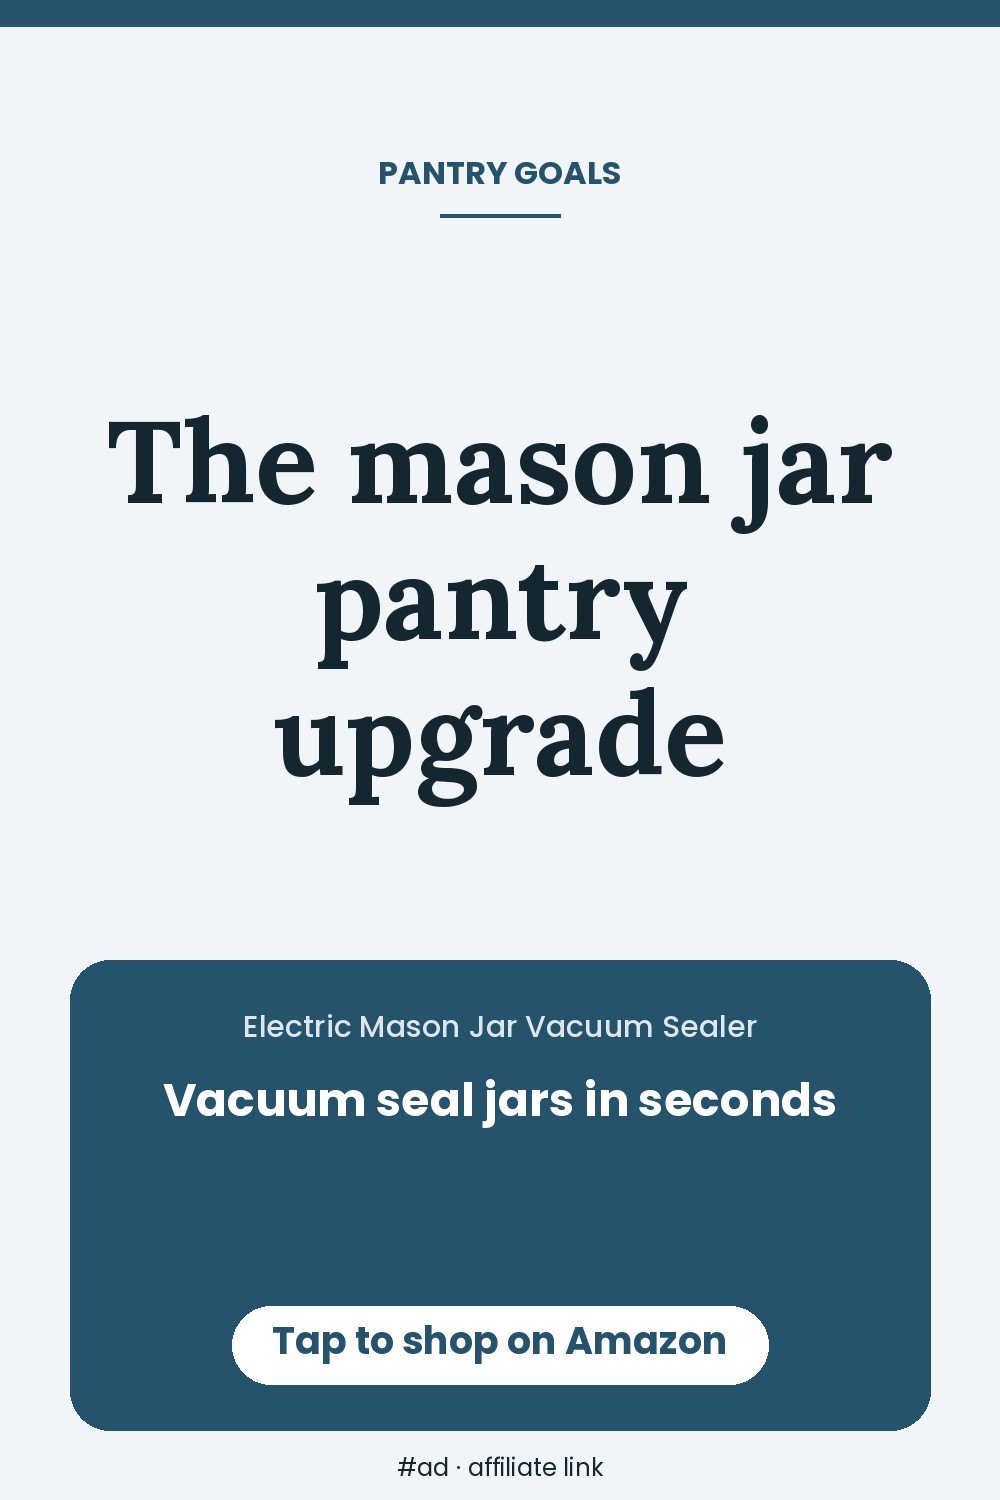 PANTRY GOALS
The mason jar
pantry
upgrade
Electric Mason Jar Vacuum Sealer
Vacuum seal jars in seconds
Tap to shop on Amazon
#ad · affiliate link